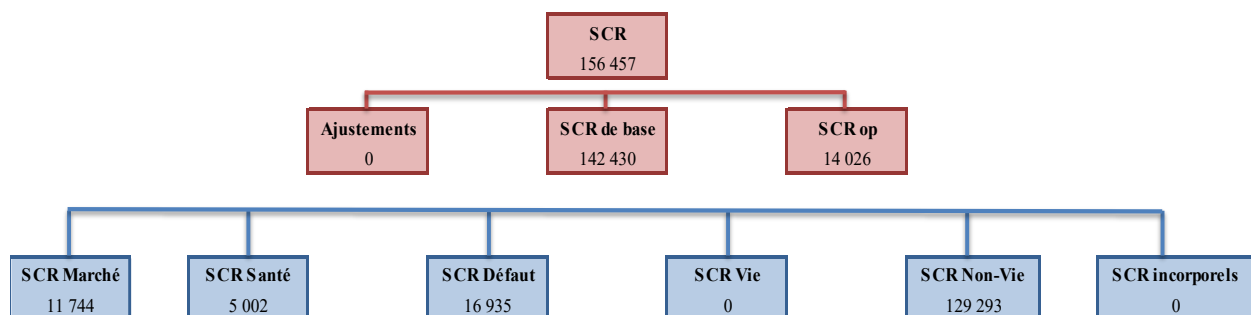 SCR
156 457
Ajustements
0
SCR de base
142 430
SCR op
14 026
SCR Marché
11 744
SCR Santé
5 002
SCR Défaut
16 935
SCR Vie
0
SCR Non-Vie
129 293
SCR incorporels
0